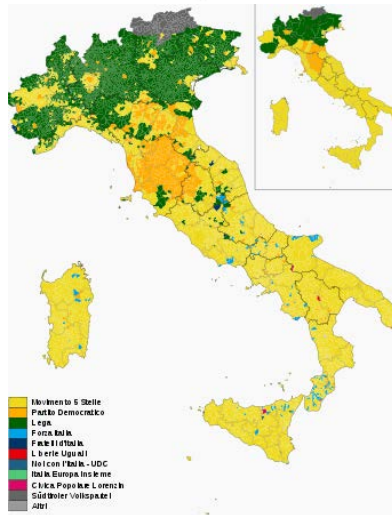 Movimento 5 Stelle
Partito Democratico
Lega
Forza Italia
Fratelli d'Italia
Liberi e Uguali
Noi con l'Italia - UDC
Italia Europa Insieme
Civica Popolare Lorenzin
Südtiroler Volkspartei
Altri